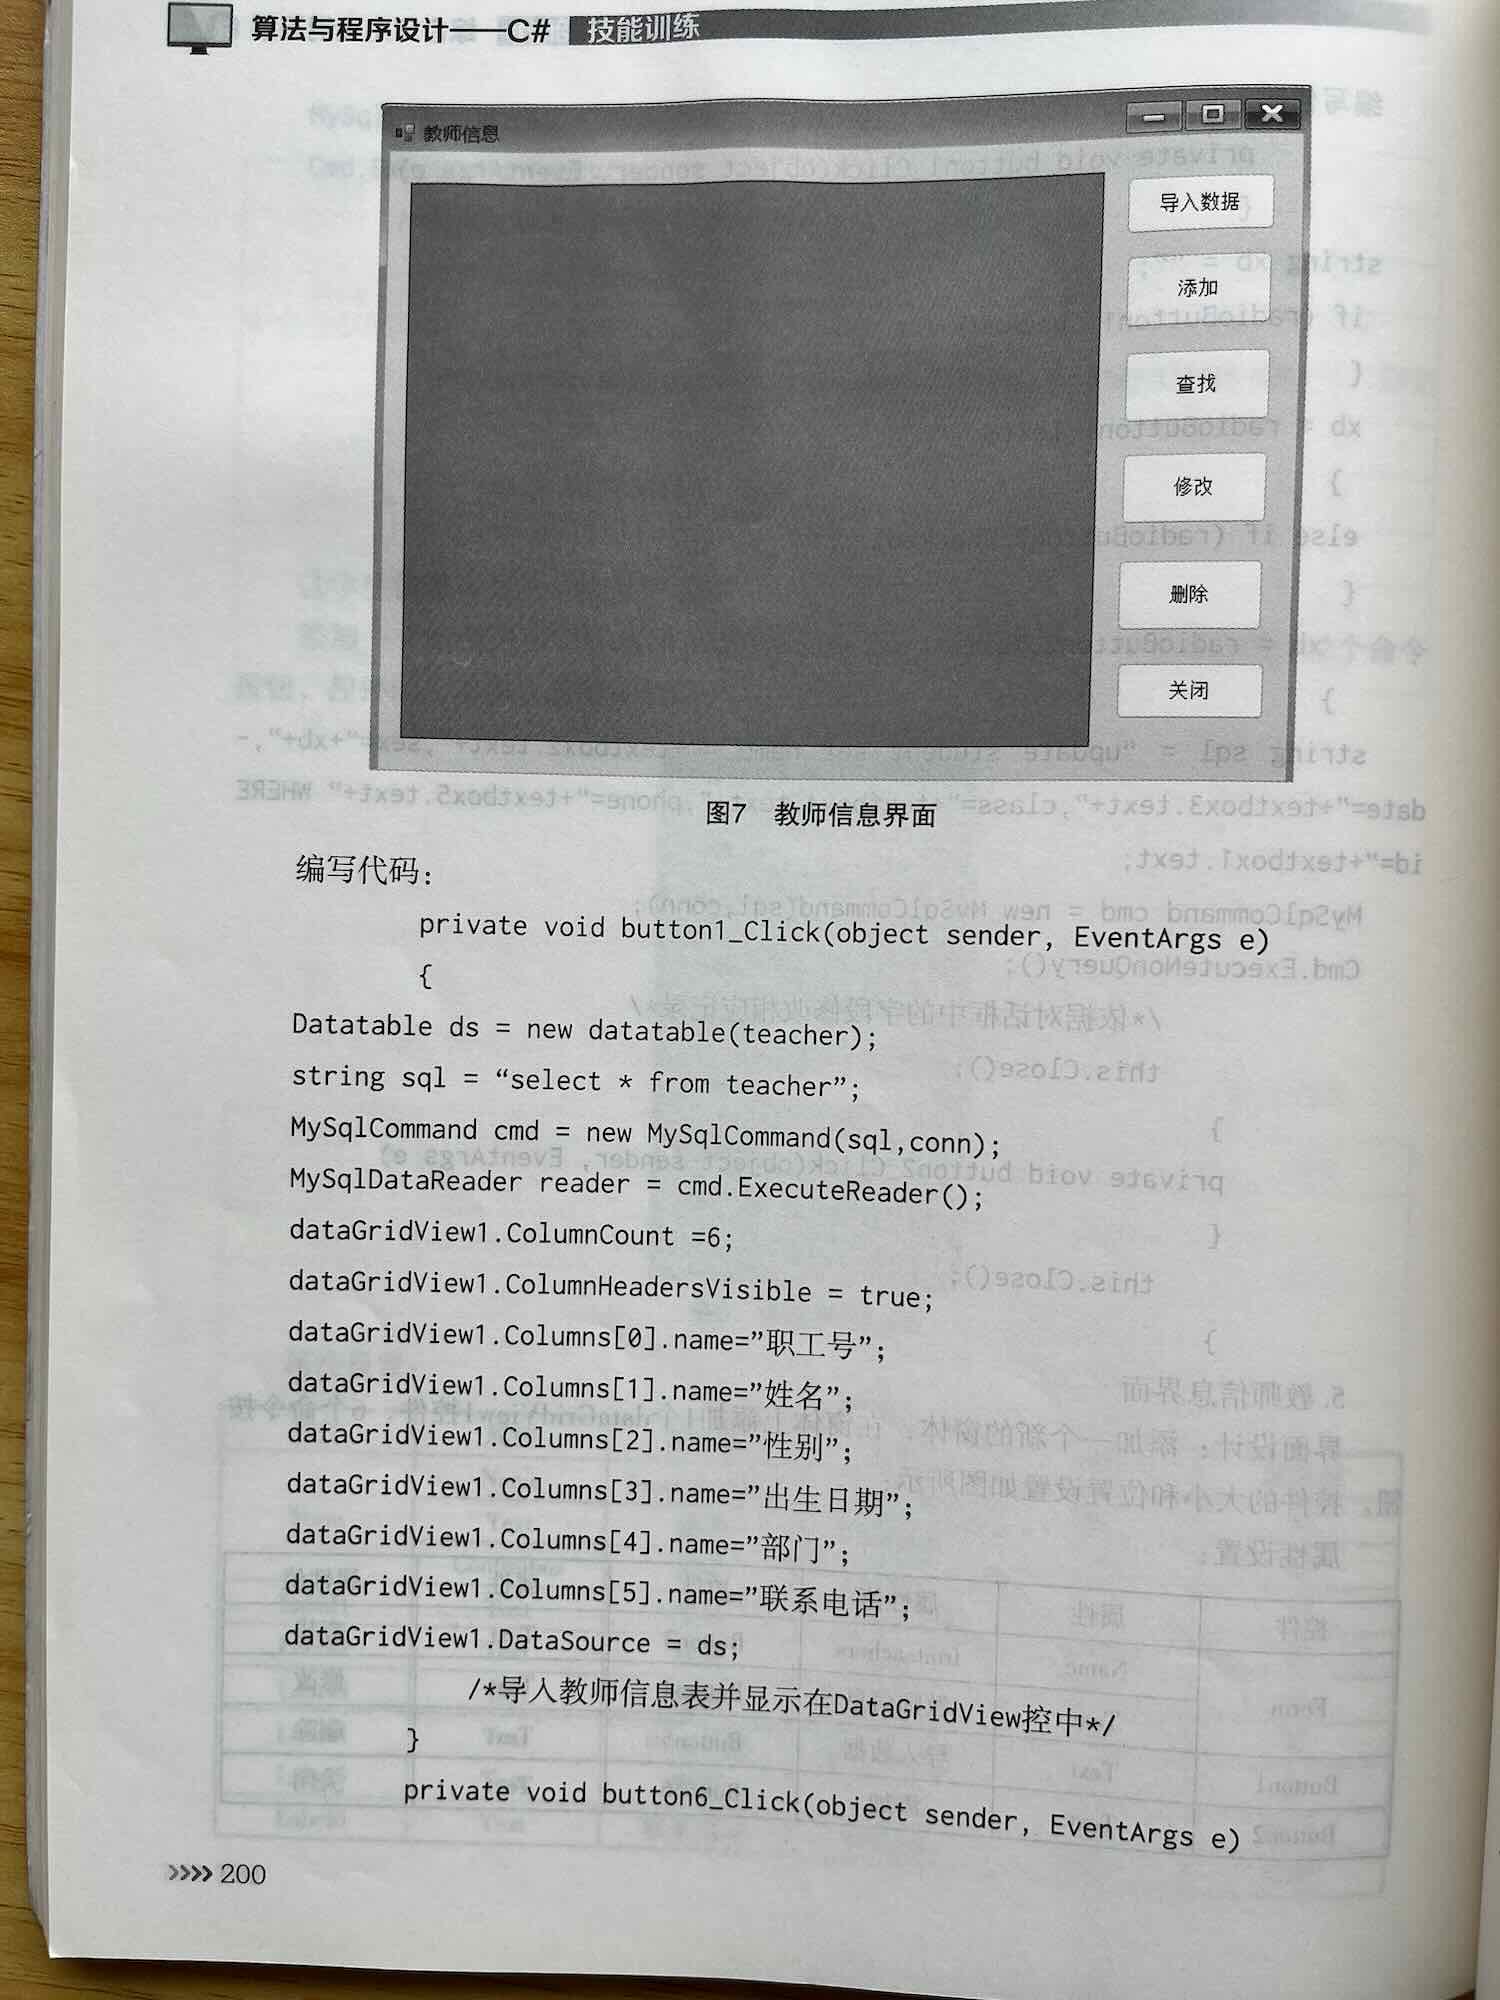 算法与程序设计——C# 技能训练
教师信息
导入数据
添加
查找
修改
删除
关闭
图7 教师信息界面
编写代码：
private void button1_Click(object sender, EventArgs e)
{
Datatable ds = new datatable(teacher);
string sql = “select * from teacher”;
MySqlCommand cmd = new MySqlCommand(sql,conn);
MySqlDataReader reader = cmd.ExecuteReader();
dataGridView1.ColumnCount =6;
dataGridView1.ColumnHeadersVisible = true;
dataGridView1.Columns[0].name=”职工号”;
dataGridView1.Columns[1].name=”姓名”;
dataGridView1.Columns[2].name=”性别”;
dataGridView1.Columns[3].name=”出生日期”;
dataGridView1.Columns[4].name=”部门”;
dataGridView1.Columns[5].name=”联系电话”;
dataGridView1.DataSource = ds;
/*导入教师信息表并显示在DataGridView控中*/
}
private void button6_Click(object sender, EventArgs e)
>>>> 200